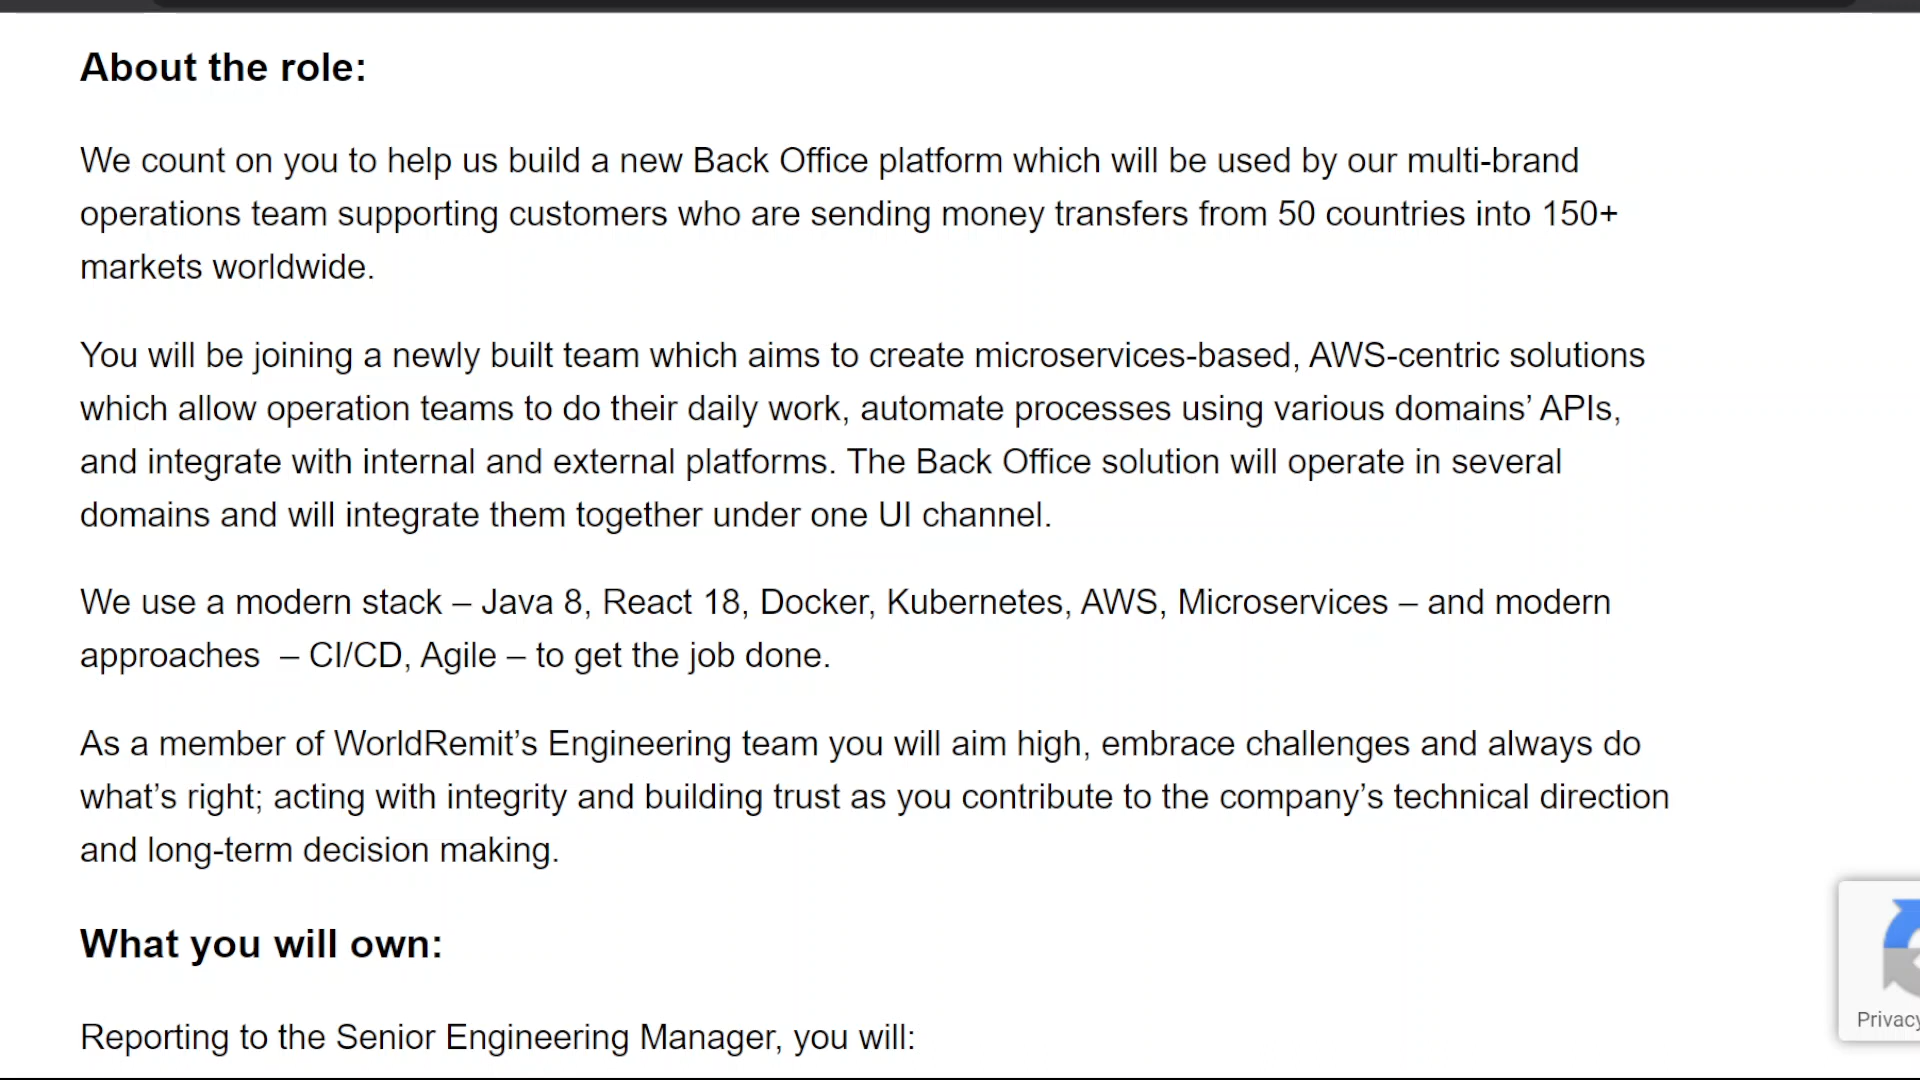 About the role:
We count on you to help us build a new Back Office platform which will be used by our multi-brand
operations team supporting customers who are sending money transfers from 50 countries into 150+
markets worldwide.
You will be joining a newly built team which aims to create microservices-based, AWS-centric solutions
which allow operation teams to do their daily work, automate processes using various domains’ APIs,
and integrate with internal and external platforms. The Back Office solution will operate in several
domains and will integrate them together under one UI channel.
We use a modern stack – Java 8, React 18, Docker, Kubernetes, AWS, Microservices – and modern
approaches  – CI/CD, Agile – to get the job done.
As a member of WorldRemit’s Engineering team you will aim high, embrace challenges and always do
what’s right; acting with integrity and building trust as you contribute to the company’s technical direction
and long-term decision making.
What you will own:
Reporting to the Senior Engineering Manager, you will:
Privacy